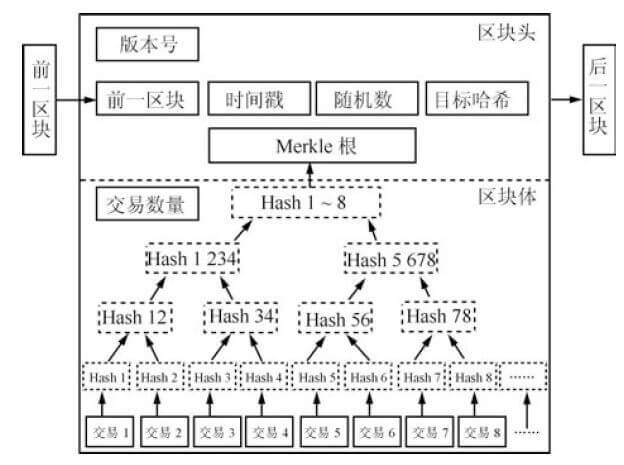 区块头
版本号
前一区块
前一区块
时间戳
随机数
目标哈希
后一区块
Merkle 根
区块体
交易数量
Hash 1 ~ 8
Hash 1 234
Hash 5 678
Hash 12
Hash 34
Hash 56
Hash 78
Hash 1
Hash 2
Hash 3
Hash 4
Hash 5
Hash 6
Hash 7
Hash 8
……
交易 1
交易 2
交易 3
交易 4
交易 5
交易 6
交易 7
交易 8
……